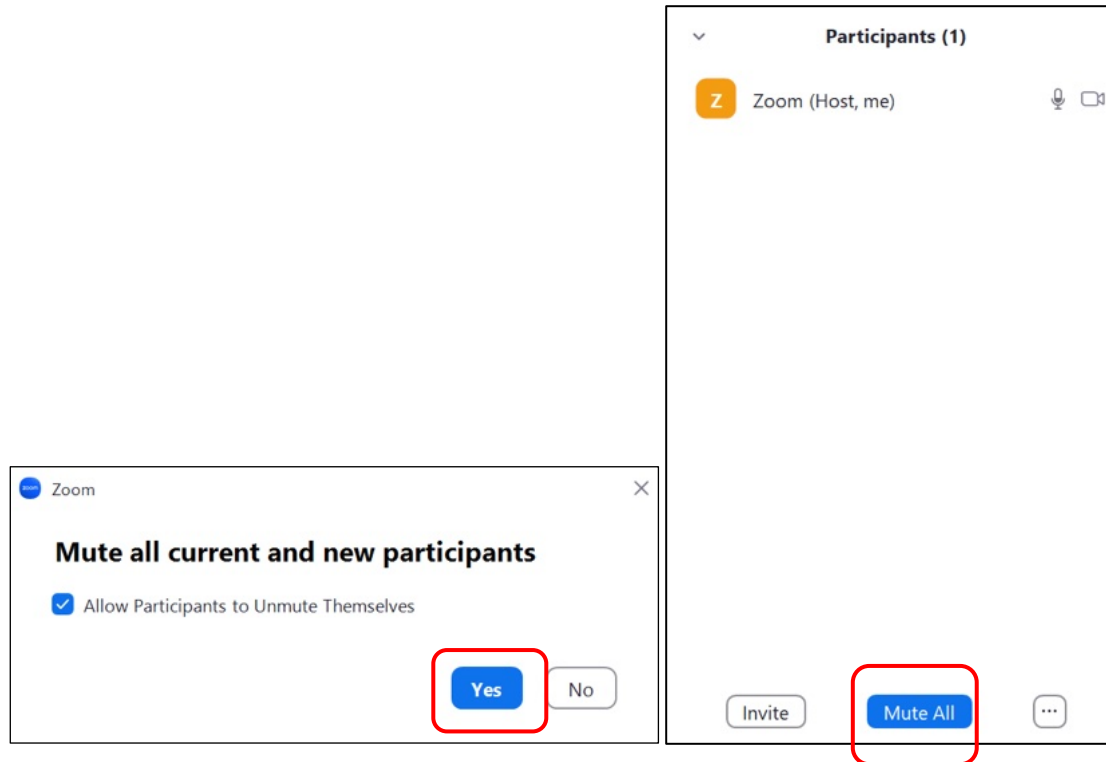 Participants (1)
Z
Zoom (Host, me)
Invite
Mute All
zoom
Zoom
Mute all current and new participants
Allow Participants to Unmute Themselves
Yes
No